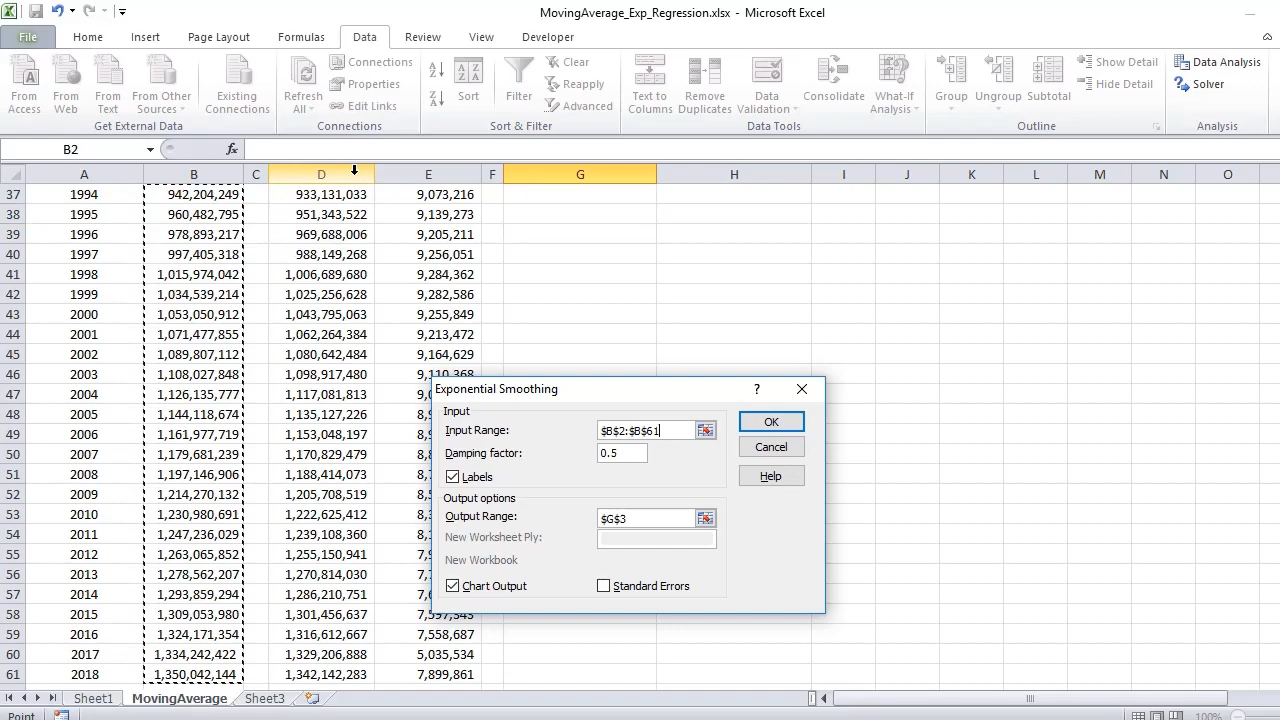 MovingAverage_Exp_Regression.xlsx - Microsoft Excel
File Home Insert Page Layout Formulas Data Review View Developer
From Access
From Web
From Text
From Other Sources
Existing Connections
Get External Data
Refresh All
Connections
Properties
Edit Links
Connections
Sort
Filter
Clear
Reapply
Advanced
Sort & Filter
Text to Columns
Remove Duplicates
Data Validation
Consolidate
What-If Analysis
Data Tools
Group
Ungroup
Subtotal
Show Detail
Hide Detail
Outline
Data Analysis
Solver
Analysis
B2 fx
A B C D E F G H I J K L M N O
37 1994 942,204,249 933,131,033 9,073,216
38 1995 960,482,795 951,343,522 9,139,273
39 1996 978,893,217 969,688,006 9,205,211
40 1997 997,405,318 988,149,268 9,256,051
41 1998 1,015,974,042 1,006,689,680 9,284,362
42 1999 1,034,539,214 1,025,256,628 9,282,586
43 2000 1,053,050,912 1,043,795,063 9,255,849
44 2001 1,071,477,855 1,062,264,384 9,213,472
45 2002 1,089,807,112 1,080,642,484 9,164,629
46 2003 1,108,027,848 1,098,917,480 9,110,368
47 2004 1,126,135,777 1,117,081,813
48 2005 1,144,118,674 1,135,127,226
49 2006 1,161,977,719 1,153,048,197
50 2007 1,179,681,239 1,170,829,479
51 2008 1,197,146,906 1,188,414,073
52 2009 1,214,270,132 1,205,708,519
53 2010 1,230,980,691 1,222,625,412
54 2011 1,247,236,029 1,239,108,360
55 2012 1,263,065,852 1,255,150,941
56 2013 1,278,562,207 1,270,814,030
57 2014 1,293,859,294 1,286,210,751
58 2015 1,309,053,980 1,301,456,637 7,597,343
59 2016 1,324,171,354 1,316,612,667 7,558,687
60 2017 1,334,242,422 1,329,206,888 5,035,534
61 2018 1,350,042,144 1,342,142,283 7,899,861
Exponential Smoothing ?
Input
Input Range: $B$2:$B$61
Damping factor: 0.5
Labels
Output options
Output Range: $G$3
New Worksheet Ply:
New Workbook
Chart Output Standard Errors
OK
Cancel
Help
Sheet1 MovingAverage Sheet3
Point 100%